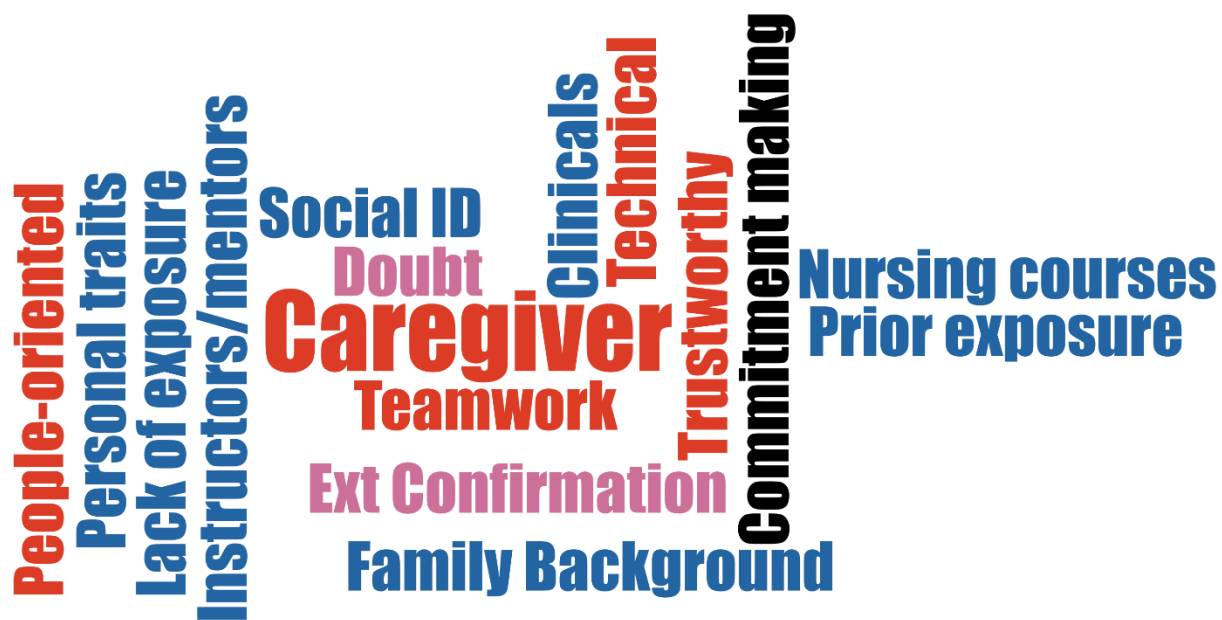 People-oriented
Personal traits
Lack of exposure
Instructors/mentors
Social ID
Doubt
Caregiver
Teamwork
Ext Confirmation
Family Background
Clinicals
Technical
Trustworthy
Commitment making
Nursing courses
Prior exposure